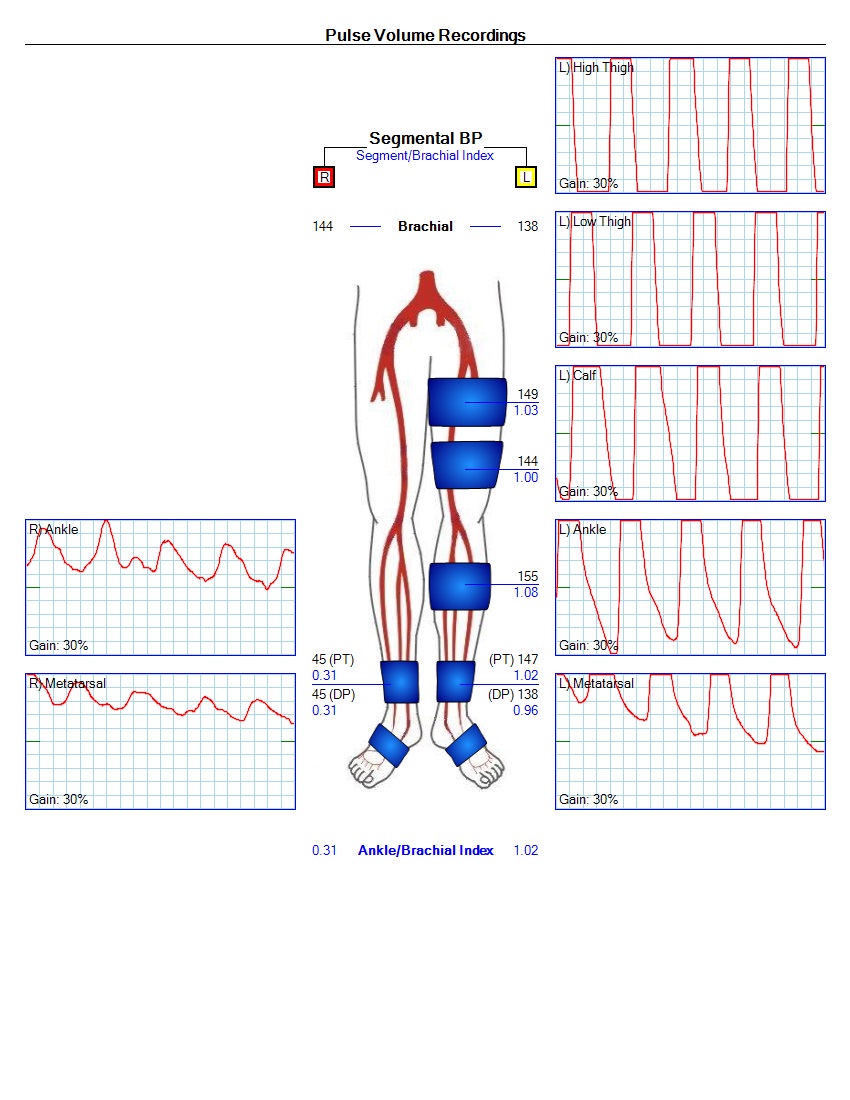 Pulse Volume Recordings
L) High Thigh
Gain: 30%
Segmental BP
Segment/Brachial Index
R
L
144 Brachial 138
L) Low Thigh
Gain: 30%
149
1.03
144
1.00
L) Calf
Gain: 30%
R) Ankle
Gain: 30%
L) Ankle
Gain: 30%
155
1.08
45 (PT)
0.31
45 (DP)
0.31
(PT) 147
1.02
(DP) 138
0.96
R) Metatarsal
Gain: 30%
L) Metatarsal
Gain: 30%
0.31 Ankle/Brachial Index 1.02